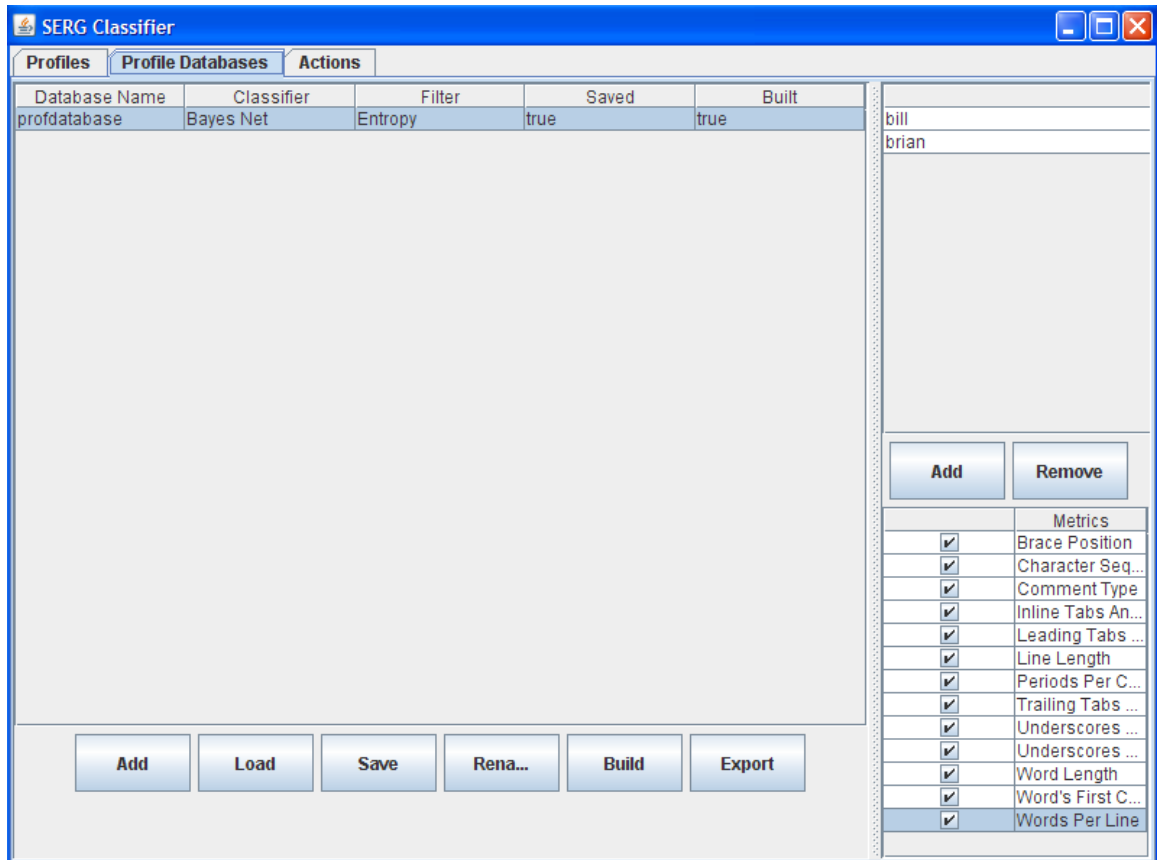 SERG Classifier
Profiles Profile Databases Actions
Database Name Classifier Filter Saved Built
profdatabase Bayes Net Entropy true true
bill
brian
Add Remove
Metrics
Brace Position
Character Seq...
Comment Type
Inline Tabs An...
Leading Tabs ...
Line Length
Periods Per C...
Trailing Tabs ...
Underscores ...
Underscores ...
Word Length
Word's First C...
Words Per Line
Add Load Save Rena... Build Export